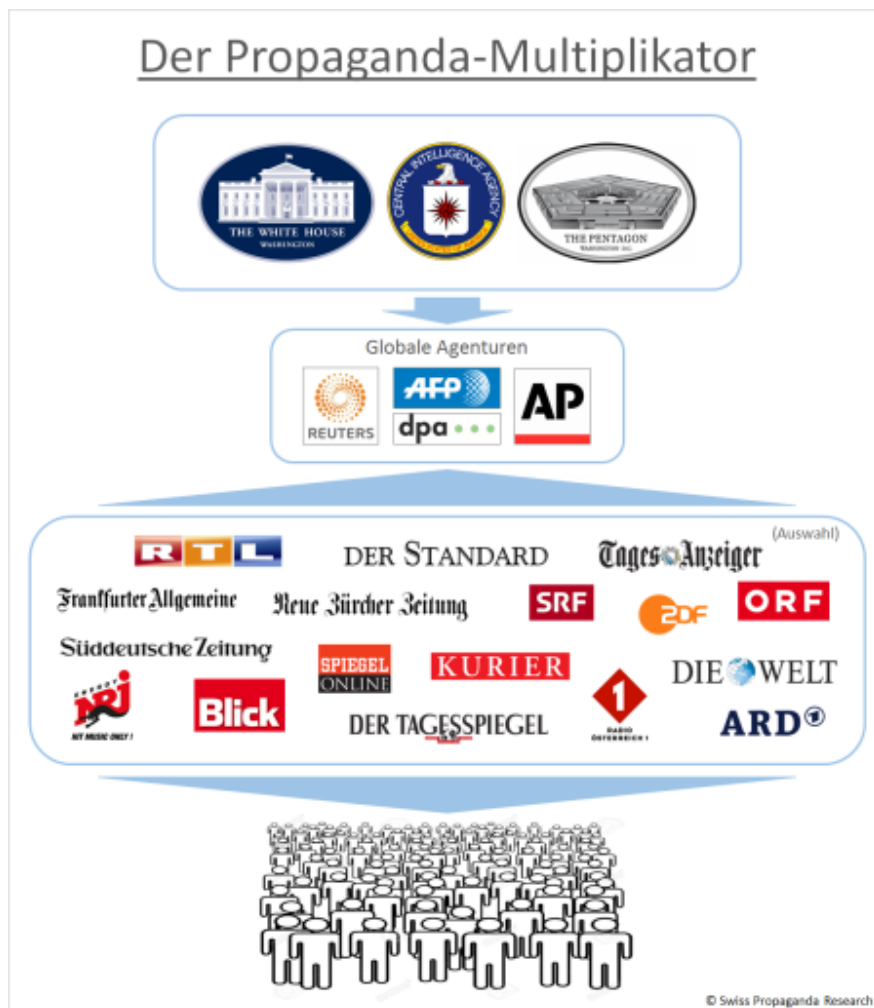 Der Propaganda-Multiplikator
THE WHITE HOUSE
WASHINGTON
CENTRAL INTELLIGENCE AGENCY
UNITED STATES OF AMERICA
THE PENTAGON
WASHINGTON D.C.
Globale Agenturen
REUTERS
AFP
dpa
AP
(Auswahl)
RTL
DER STANDARD
Tages Anzeiger
Frankfurter Allgemeine
Neue Zürcher Zeitung
SRF
ZDF
ORF
Süddeutsche Zeitung
SPIEGEL
ONLINE
KURIER
DIE WELT
ENERGY
NRJ
HIT MUSIC ONLY !
Blick
DER TAGESSPIEGEL
1
RADIO
ÖSTERREICH 1
ARD 1
© Swiss Propaganda Research